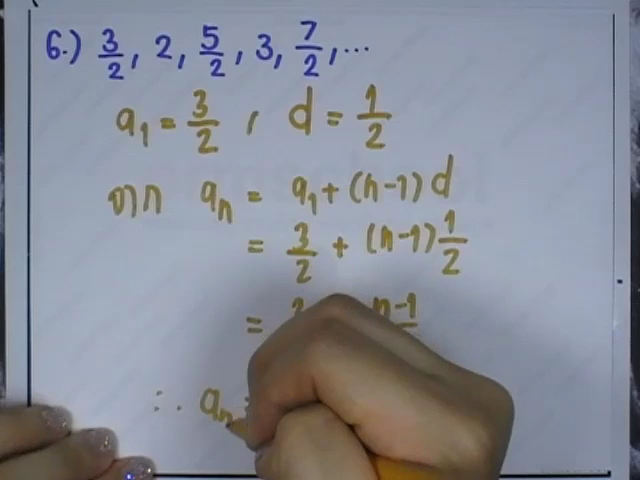 6.) 3/2, 2, 5/2, 3, 7/2, ...
a₁ = 3/2 , d = 1/2
จาก aₙ = a₁ + (n-1) d
= 3/2 + (n-1) 1/2
= n-1
∴ aₙ =